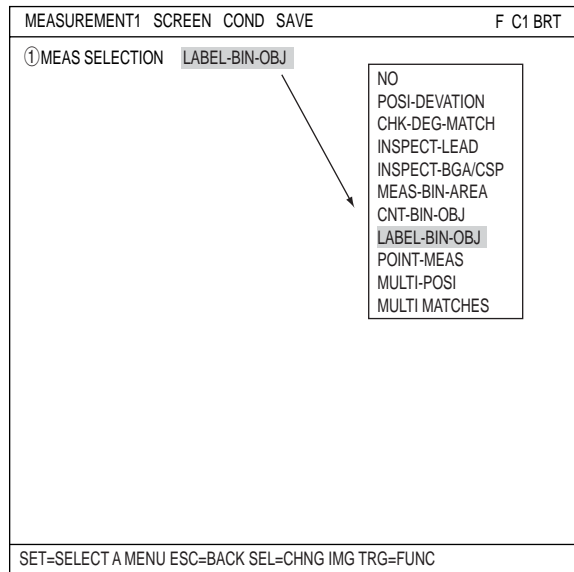 MEASUREMENT1 SCREEN COND SAVE F C1 BRT
①MEAS SELECTION LABEL-BIN-OBJ
NO
POSI-DEVATION
CHK-DEG-MATCH
INSPECT-LEAD
INSPECT-BGA/CSP
MEAS-BIN-AREA
CNT-BIN-OBJ
LABEL-BIN-OBJ
POINT-MEAS
MULTI-POSI
MULTI MATCHES
SET=SELECT A MENU ESC=BACK SEL=CHNG IMG TRG=FUNC